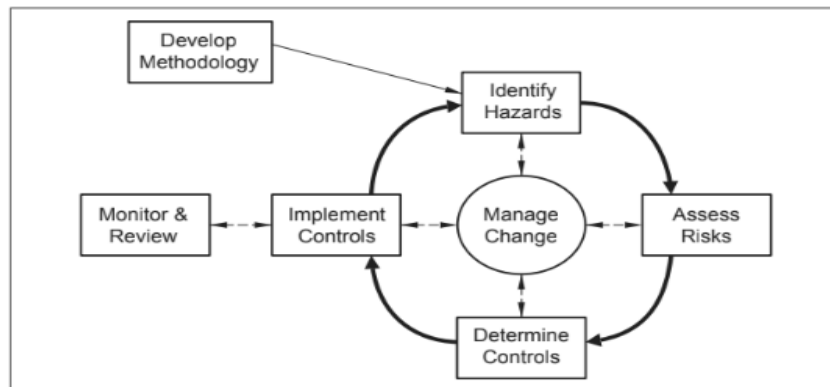 Develop
Methodology
Identify
Hazards
Monitor &
Review
Implement
Controls
Manage
Change
Assess
Risks
Determine
Controls